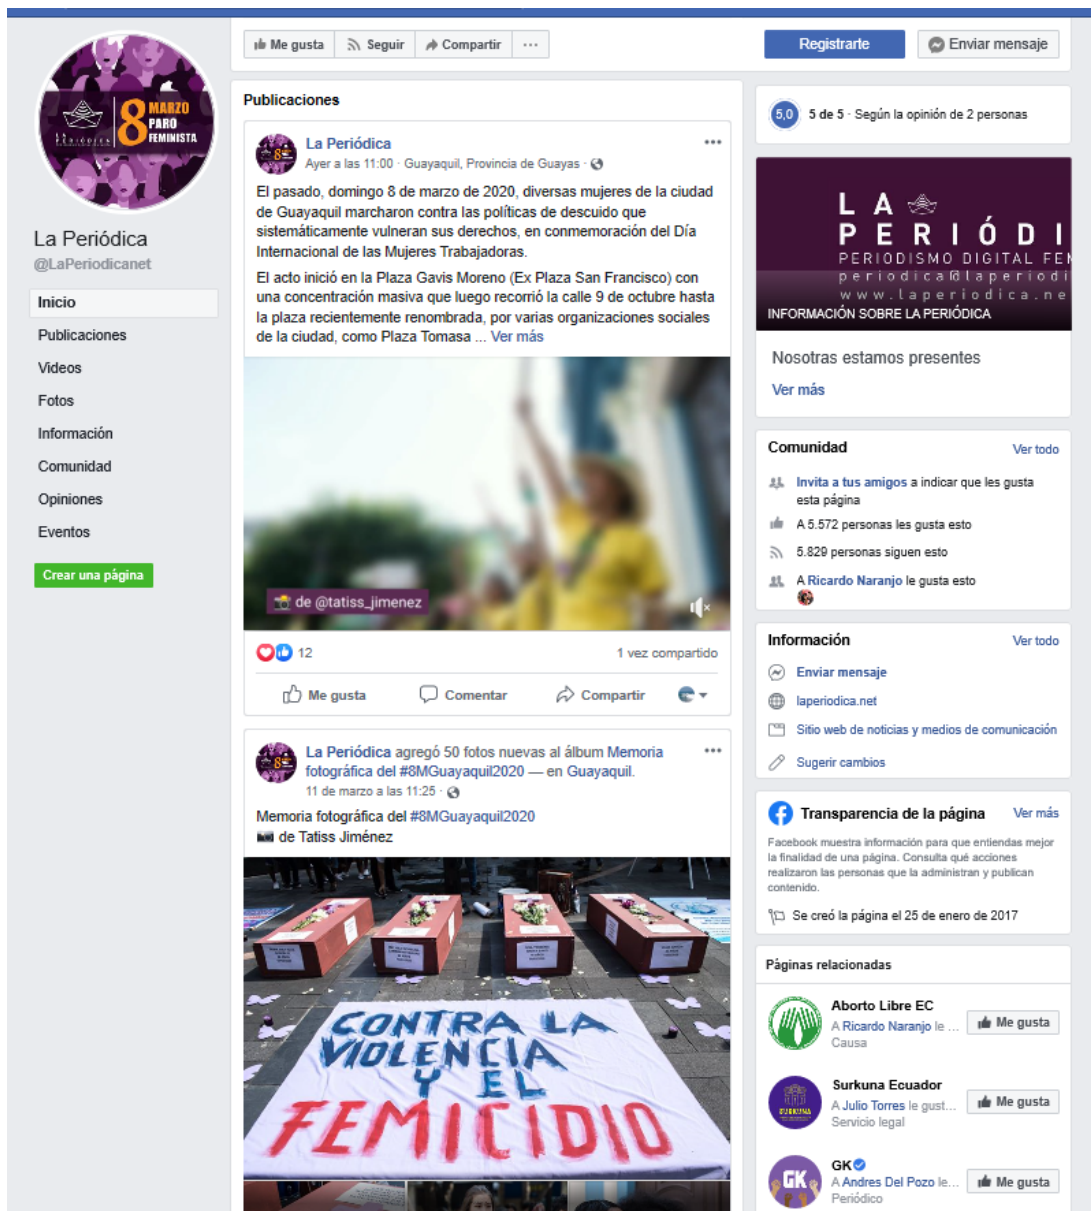 Me gusta
Seguir
Compartir
Registrarte
Enviar mensaje
8
MARZO
PARO
FEMINISTA
La Periódica
@LaPeriodicanet
Inicio
Publicaciones
Videos
Fotos
Información
Comunidad
Opiniones
Eventos
Crear una página
Publicaciones
La Periódica
Ayer a las 11:00 · Guayaquil, Provincia de Guayas ·
El pasado, domingo 8 de marzo de 2020, diversas mujeres de la ciudad
de Guayaquil marcharon contra las políticas de descuido que
sistemáticamente vulneran sus derechos, en conmemoración del Día
Internacional de las Mujeres Trabajadoras.
El acto inició en la Plaza Gavis Moreno (Ex Plaza San Francisco) con
una concentración masiva que luego recorrió la calle 9 de octubre hasta
la plaza recientemente renombrada, por varias organizaciones sociales
de la ciudad, como Plaza Tomasa ... Ver más
de @tatiss_jimenez
12
1 vez compartido
Me gusta
Comentar
Compartir
La Periódica agregó 50 fotos nuevas al álbum Memoria
fotográfica del #8MGuayaquil2020 — en Guayaquil.
11 de marzo a las 11:25 ·
Memoria fotográfica del #8MGuayaquil2020
de Tatiss Jiménez
CONTRA LA
VIOLENCIA
Y EL
FEMICIDIO
5,0
5 de 5 · Según la opinión de 2 personas
LA
PERIÓDI
PERIODISMO DIGITAL FEM
periodica@laperiodi
www.laperiodica.ne
INFORMACIÓN SOBRE LA PERIÓDICA
Nosotras estamos presentes
Ver más
Comunidad
Ver todo
Invita a tus amigos a indicar que les gusta
esta página
A 5.572 personas les gusta esto
5.829 personas siguen esto
A Ricardo Naranjo le gusta esto
Información
Ver todo
Enviar mensaje
laperiodica.net
Sitio web de noticias y medios de comunicación
Sugerir cambios
Transparencia de la página
Ver más
Facebook muestra información para que entiendas mejor
la finalidad de una página. Consulta qué acciones
realizaron las personas que la administran y publican
contenido.
Se creó la página el 25 de enero de 2017
Páginas relacionadas
Aborto Libre EC
A Ricardo Naranjo le ...
Causa
Me gusta
SURKUNA
Surkuna Ecuador
A Julio Torres le gust...
Servicio legal
Me gusta
GK
GK
A Andres Del Pozo le...
Periódico
Me gusta